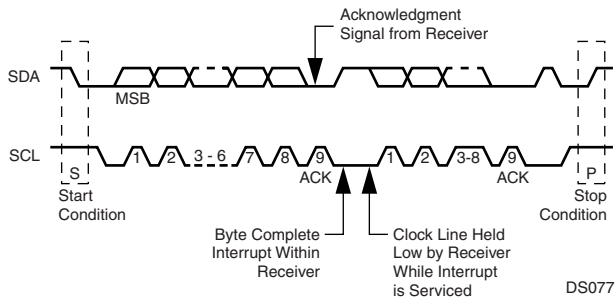 Acknowledgment
Signal from Receiver
SDA
MSB
SCL
1 2 3 - 6 7 8 9 1 2 3-8 9
S P
ACK ACK
Start
Condition
Stop
Condition
Byte Complete
Interrupt Within
Receiver
Clock Line Held
Low by Receiver
While Interrupt
is Serviced
DS077